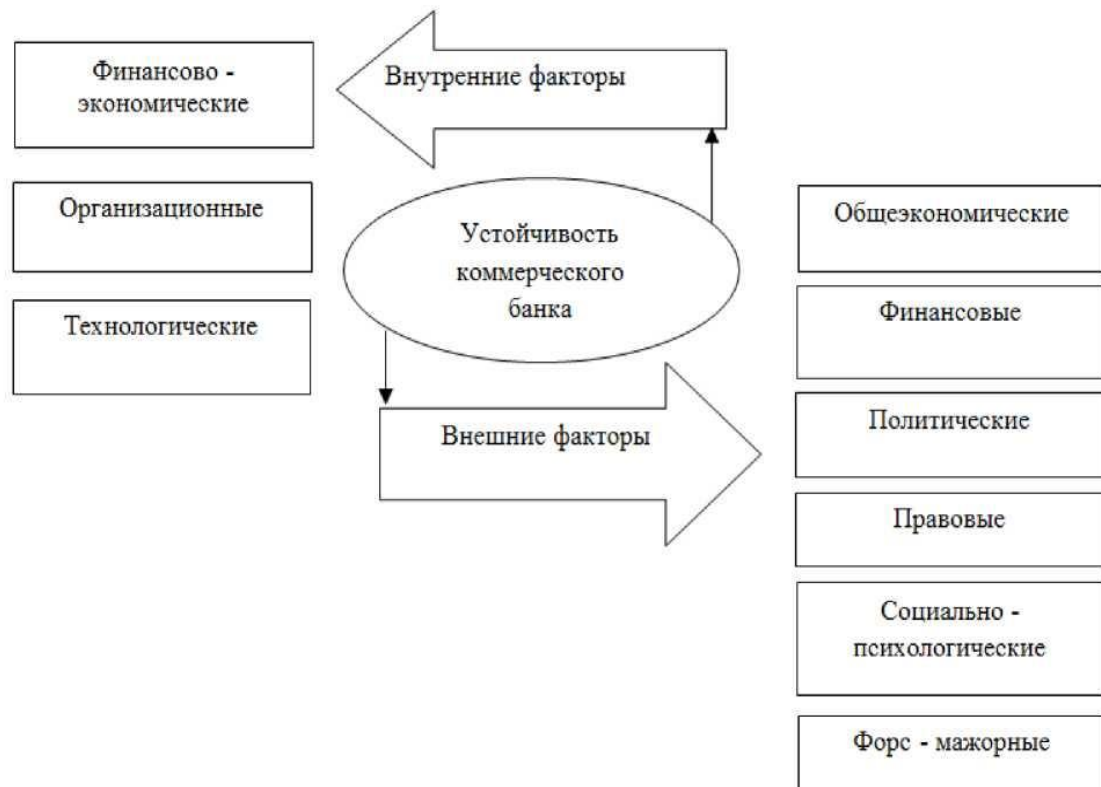 Финансово -
экономические
Внутренние факторы
Организационные
Технологические
Устойчивость
коммерческого
банка
Внешние факторы
Общеэкономические
Финансовые
Политические
Правовые
Социально -
психологические
Форс - мажорные